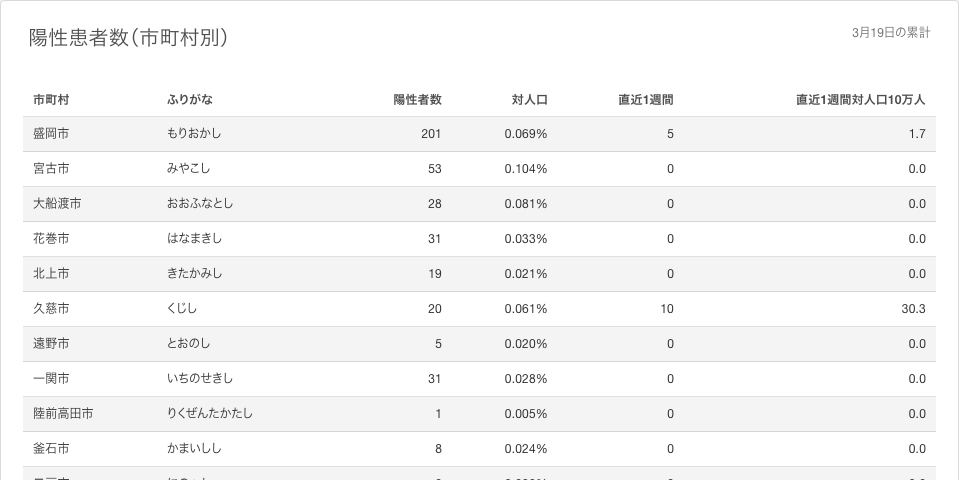 陽性患者数(市町村別)
3月19日の累計
市町村 ふりがな 陽性者数 対人口 直近1週間 直近1週間対人口10万人
盛岡市 もりおかし 201 0.069% 5 1.7
宮古市 みやこし 53 0.104% 0 0.0
大船渡市 おおふなとし 28 0.081% 0 0.0
花巻市 はなまきし 31 0.033% 0 0.0
北上市 きたかみし 19 0.021% 0 0.0
久慈市 くじし 20 0.061% 10 30.3
遠野市 とおのし 5 0.020% 0 0.0
一関市 いちのせきし 31 0.028% 0 0.0
陸前高田市 りくぜんたかたし 1 0.005% 0 0.0
釜石市 かまいしし 8 0.024% 0 0.0